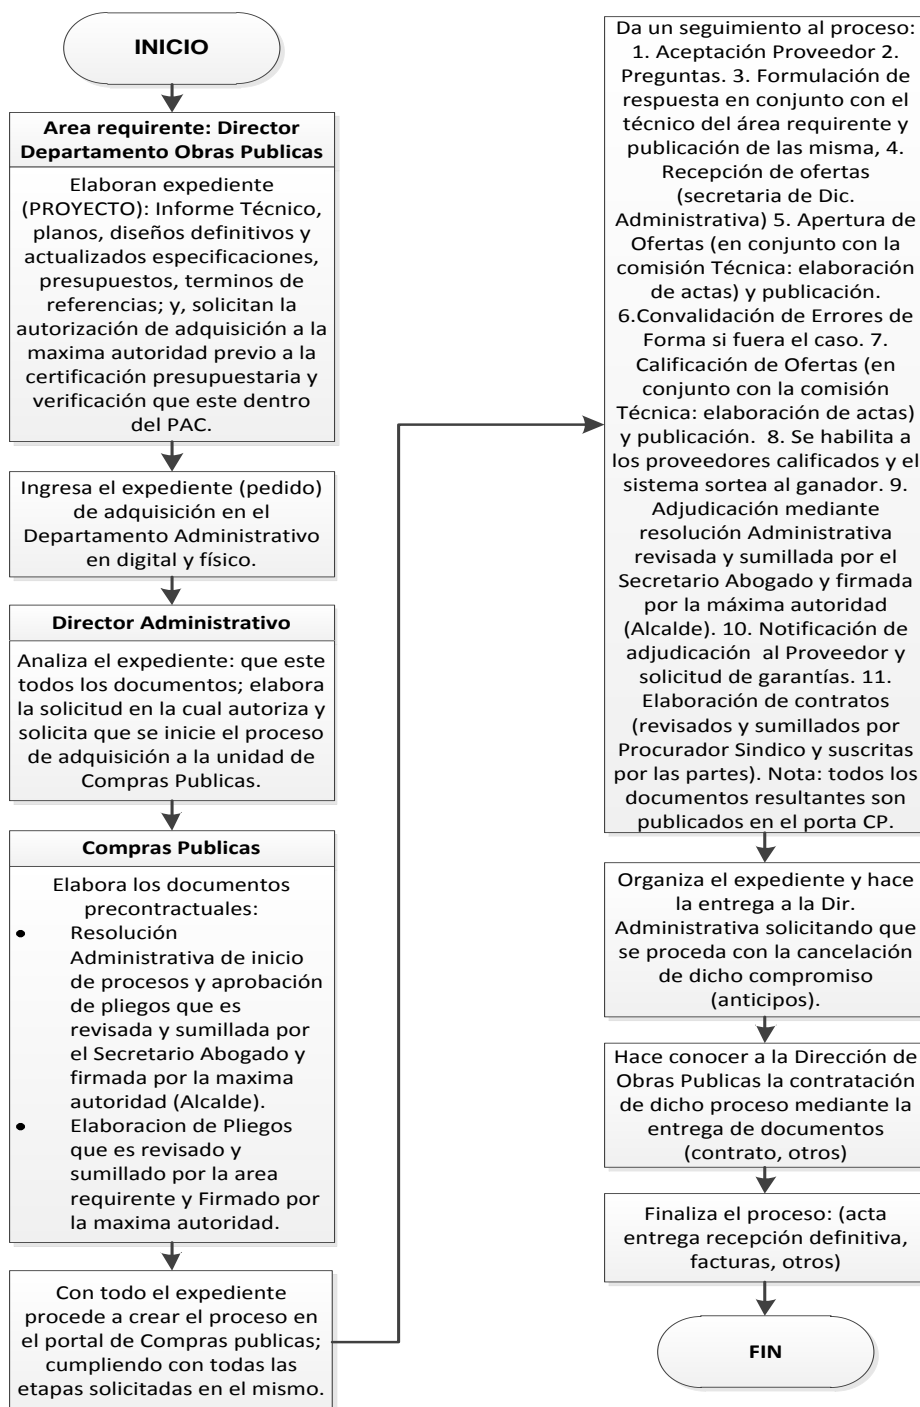 INICIO
Area requirente: Director
Departamento Obras Publicas
Elaboran expediente
(PROYECTO): Informe Técnico,
planos, diseños definitivos y
actualizados especificaciones,
presupuestos, terminos de
referencias; y, solicitan la
autorización de adquisición a la
maxima autoridad previo a la
certificación presupuestaria y
verificación que este dentro
del PAC.
Ingresa el expediente (pedido)
de adquisición en el
Departamento Administrativo
en digital y físico.
Director Administrativo
Analiza el expediente: que este
todos los documentos; elabora
la solicitud en la cual autoriza y
solicita que se inicie el proceso
de adquisición a la unidad de
Compras Publicas.
Compras Publicas
Elabora los documentos
precontractuales:
• Resolución
Administrativa de inicio
de procesos y aprobación
de pliegos que es
revisada y sumillada por
el Secretario Abogado y
firmada por la maxima
autoridad (Alcalde).
• Elaboracion de Pliegos
que es revisado y
sumillado por la area
requirente y Firmado por
la maxima autoridad.
Con todo el expediente
procede a crear el proceso en
el portal de Compras publicas;
cumpliendo con todas las
etapas solicitadas en el mismo.
Da un seguimiento al proceso:
1. Aceptación Proveedor 2.
Preguntas. 3. Formulación de
respuesta en conjunto con el
técnico del área requirente y
publicación de las misma, 4.
Recepción de ofertas
(secretaria de Dic.
Administrativa) 5. Apertura de
Ofertas (en conjunto con la
comisión Técnica: elaboración
de actas) y publicación.
6.Convalidación de Errores de
Forma si fuera el caso. 7.
Calificación de Ofertas (en
conjunto con la comisión
Técnica: elaboración de actas)
y publicación. 8. Se habilita a
los proveedores calificados y el
sistema sortea al ganador. 9.
Adjudicación mediante
resolución Administrativa
revisada y sumillada por el
Secretario Abogado y firmada
por la máxima autoridad
(Alcalde). 10. Notificación de
adjudicación al Proveedor y
solicitud de garantías. 11.
Elaboración de contratos
(revisados y sumillados por
Procurador Sindico y suscritas
por las partes). Nota: todos los
documentos resultantes son
publicados en el porta CP.
Organiza el expediente y hace
la entrega a la Dir.
Administrativa solicitando que
se proceda con la cancelación
de dicho compromiso
(anticipos).
Hace conocer a la Dirección de
Obras Publicas la contratación
de dicho proceso mediante la
entrega de documentos
(contrato, otros)
Finaliza el proceso: (acta
entrega recepción definitiva,
facturas, otros)
FIN